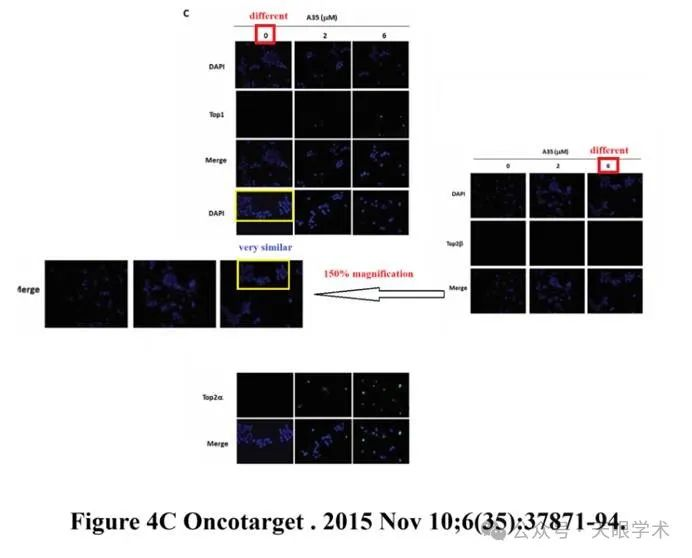 C
different
A35 (μM)
0 2 6
DAPI
Top1
Merge
DAPI
very similar
150% magnification
A35(μM)
different
0 2 6
DAPI
Top2β
Merge
Merge
Top2α
Merge
Figure 4C Oncotarget . 2015 Nov 10;6(35):37871-94.
公众号·天眼学术